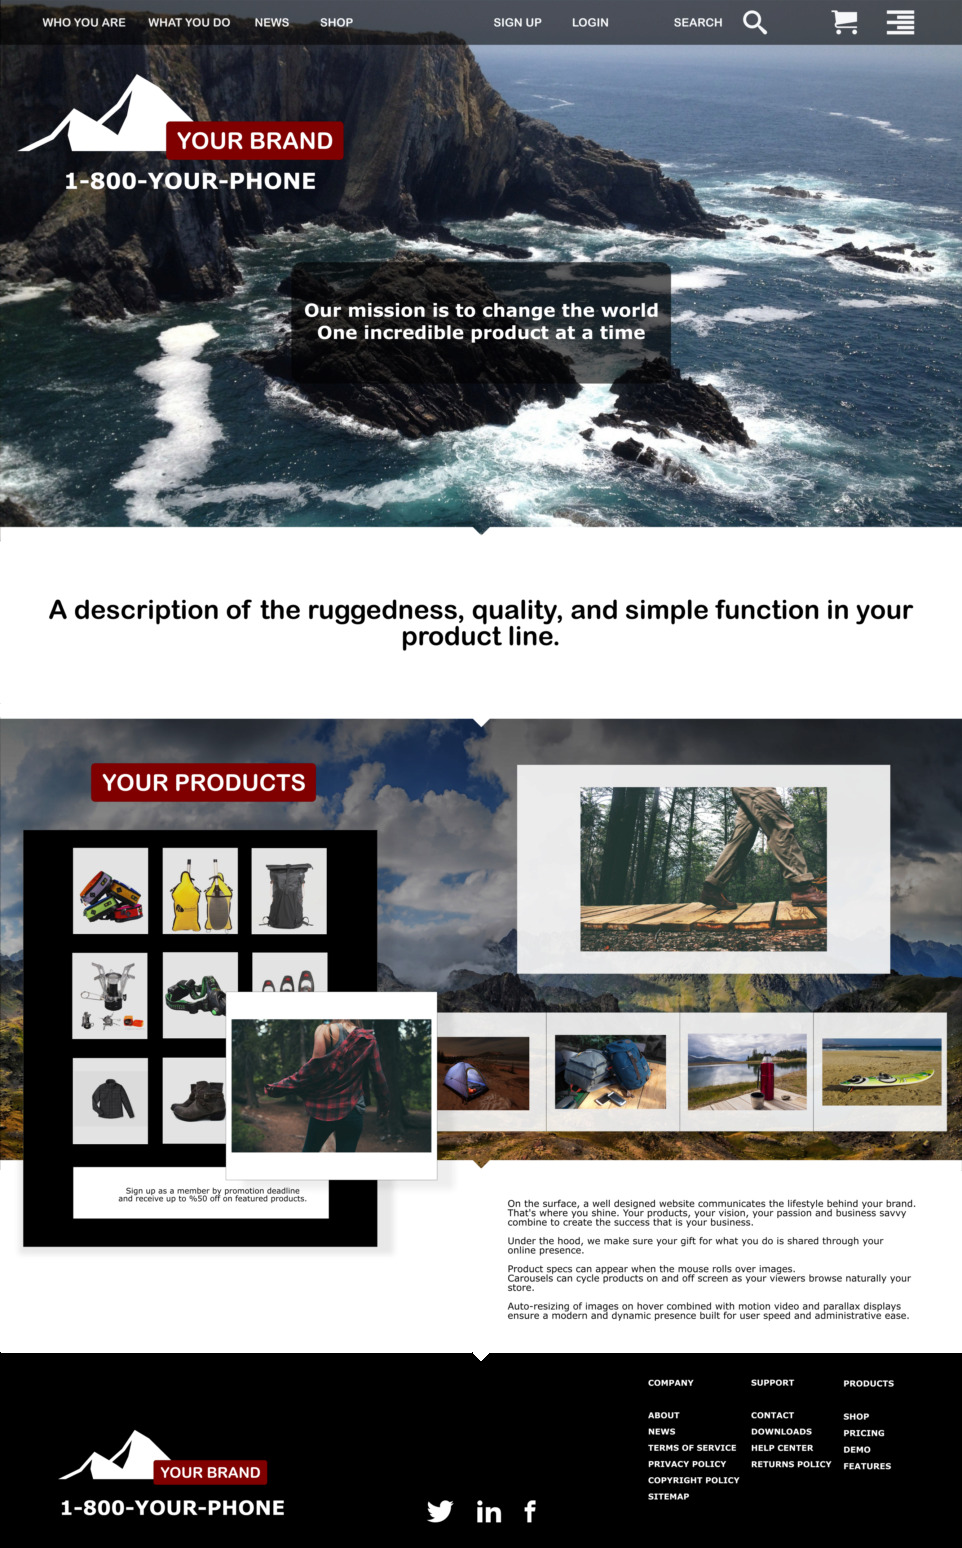 WHO YOU ARE WHAT YOU DO NEWS SHOP SIGN UP LOGIN SEARCH
YOUR BRAND
1-800-YOUR-PHONE
Our mission is to change the world
One incredible product at a time
A description of the ruggedness, quality, and simple function in your
product line.
YOUR PRODUCTS
Sign up as a member by promotion deadline
and receive up to %50 off on featured products.
On the surface, a well designed website communicates the lifestyle behind your brand.
That's where you shine. Your products, your vision, your passion and business savvy
combine to create the success that is your business.
Under the hood, we make sure your gift for what you do is shared through your
online presence.
Product specs can appear when the mouse rolls over images.
Carousels can cycle products on and off screen as your viewers browse naturally your
store.
Auto-resizing of images on hover combined with motion video and parallax displays
ensure a modern and dynamic presence built for user speed and administrative ease.
YOUR BRAND
1-800-YOUR-PHONE
COMPANY
ABOUT
NEWS
TERMS OF SERVICE
PRIVACY POLICY
COPYRIGHT POLICY
SITEMAP
SUPPORT
CONTACT
DOWNLOADS
HELP CENTER
RETURNS POLICY
PRODUCTS
SHOP
PRICING
DEMO
FEATURES